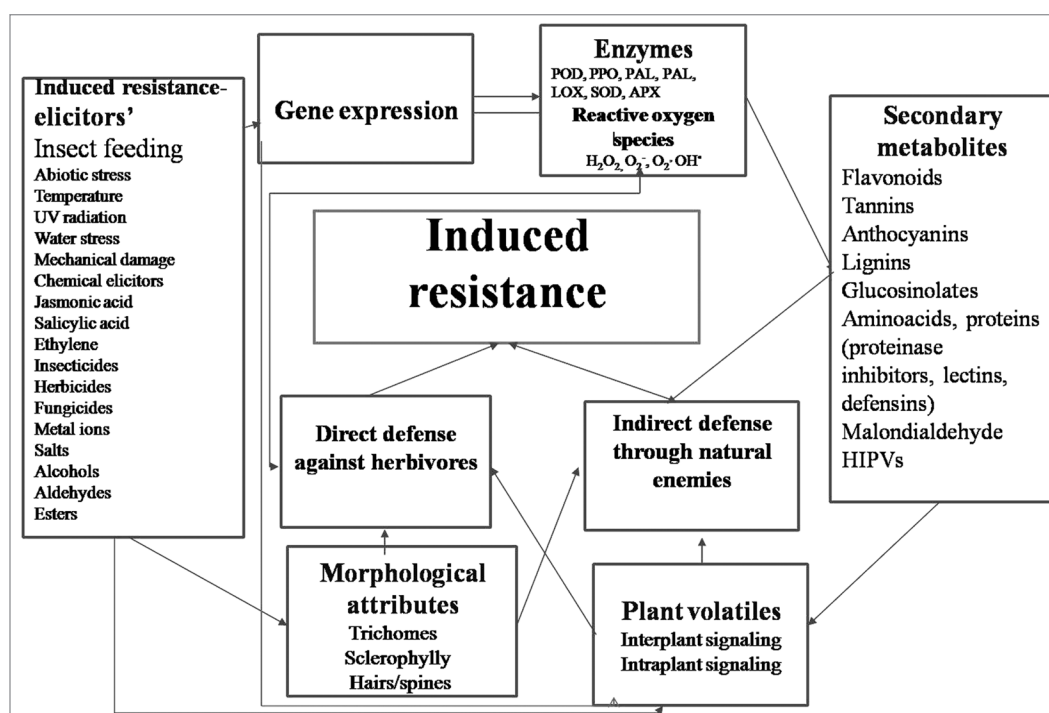 Induced resistance-
elicitors’
Insect feeding
Abiotic stress
Temperature
UV radiation
Water stress
Mechanical damage
Chemical elicitors
Jasmonic acid
Salicylic acid
Ethylene
Insecticides
Herbicides
Fungicides
Metal ions
Salts
Alcohols
Aldehydes
Esters
Gene expression
Enzymes
POD, PPO, PAL, PAL,
LOX, SOD, APX
Reactive oxygen
species
H₂O₂, O₂⁻, O₂· OH•
Secondary
metabolites
Flavonoids
Tannins
Anthocyanins
Lignins
Glucosinolates
Aminoacids, proteins
(proteinase
inhibitors, lectins,
defensins)
Malondialdehyde
HIPVs
Induced
resistance
Direct defense
against herbivores
Indirect defense
through natural
enemies
Morphological
attributes
Trichomes
Sclerophylly
Hairs/spines
Plant volatiles
Interplant signaling
Intraplant signaling